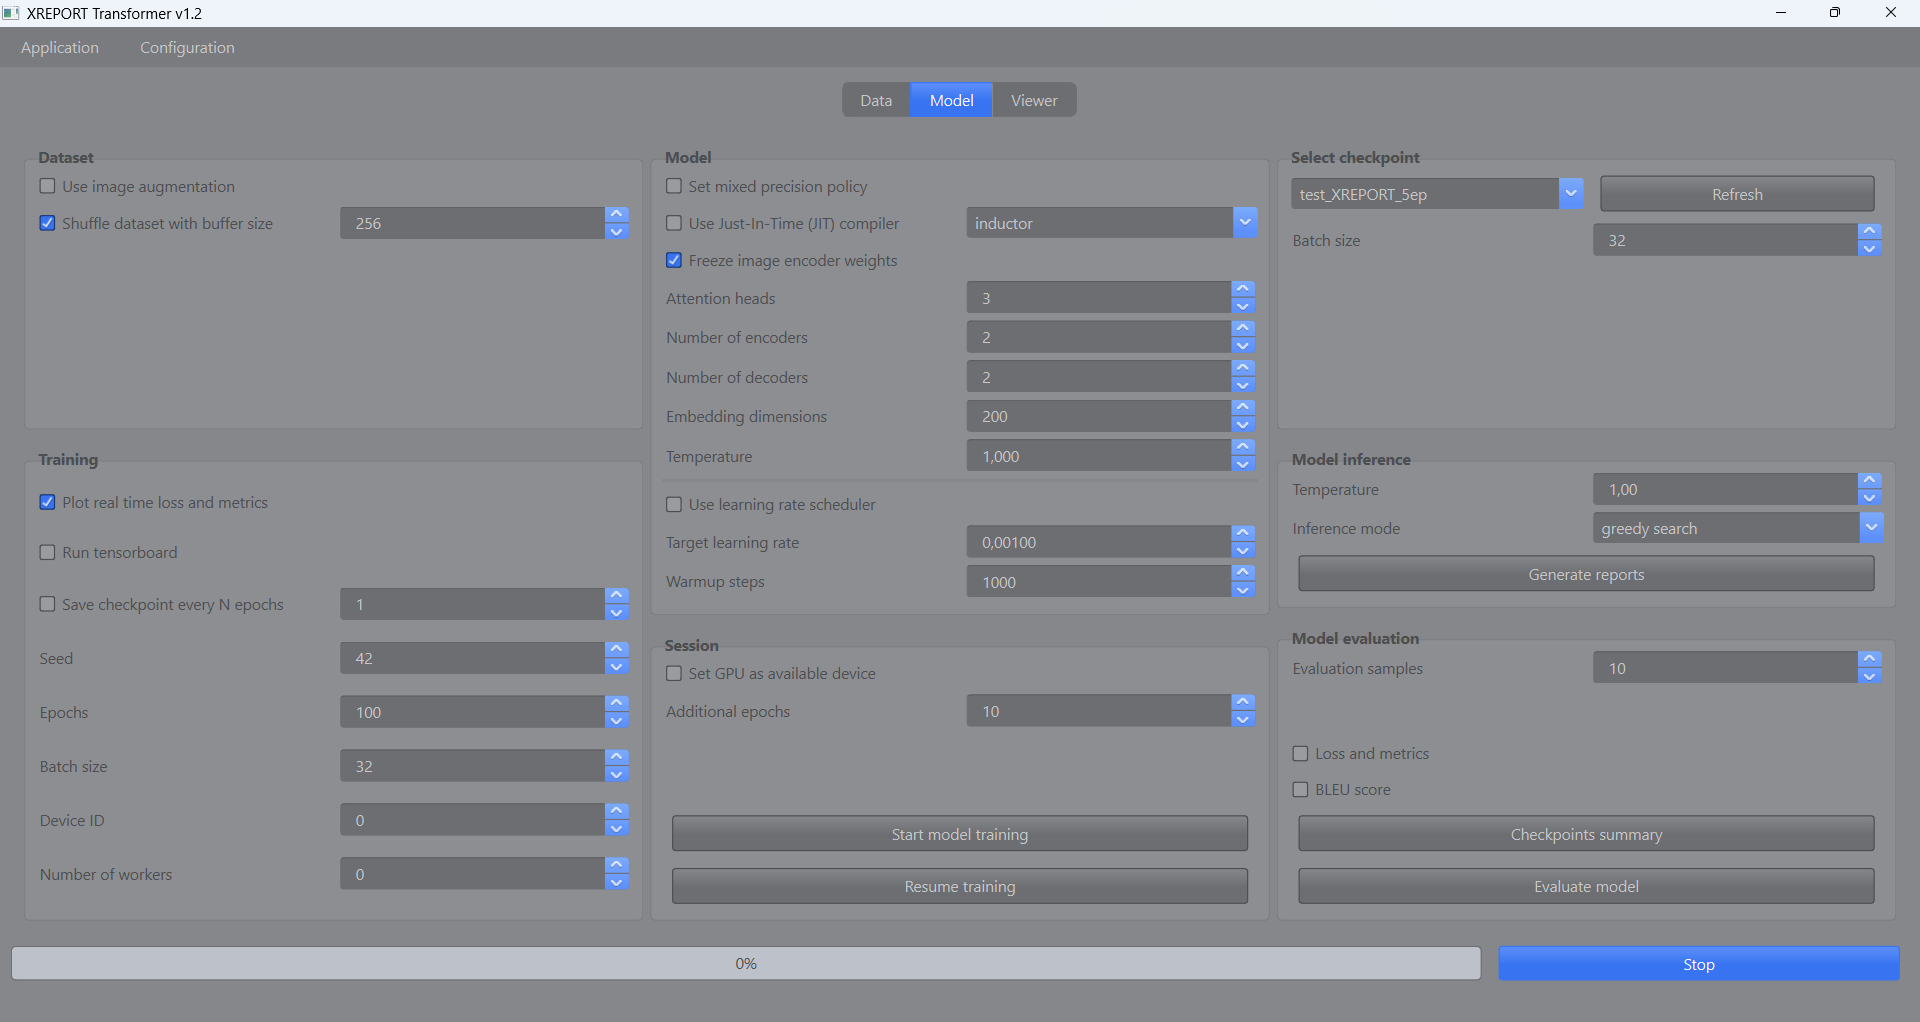 XREPORT Transformer v1.2
Application Configuration
Data Model Viewer
Dataset
Use image augmentation
Shuffle dataset with buffer size 256
Training
Plot real time loss and metrics
Run tensorboard
Save checkpoint every N epochs 1
Seed 42
Epochs 100
Batch size 32
Device ID 0
Number of workers 0
Model
Set mixed precision policy
Use Just-In-Time (JIT) compiler inductor
Freeze image encoder weights
Attention heads 3
Number of encoders 2
Number of decoders 2
Embedding dimensions 200
Temperature 1,000
Use learning rate scheduler
Target learning rate 0,00100
Warmup steps 1000
Session
Set GPU as available device
Additional epochs 10
Start model training
Resume training
Select checkpoint
test_XREPORT_5ep Refresh
Batch size 32
Model inference
Temperature 1,00
Inference mode greedy search
Generate reports
Model evaluation
Evaluation samples 10
Loss and metrics
BLEU score
Checkpoints summary
Evaluate model
0% Stop